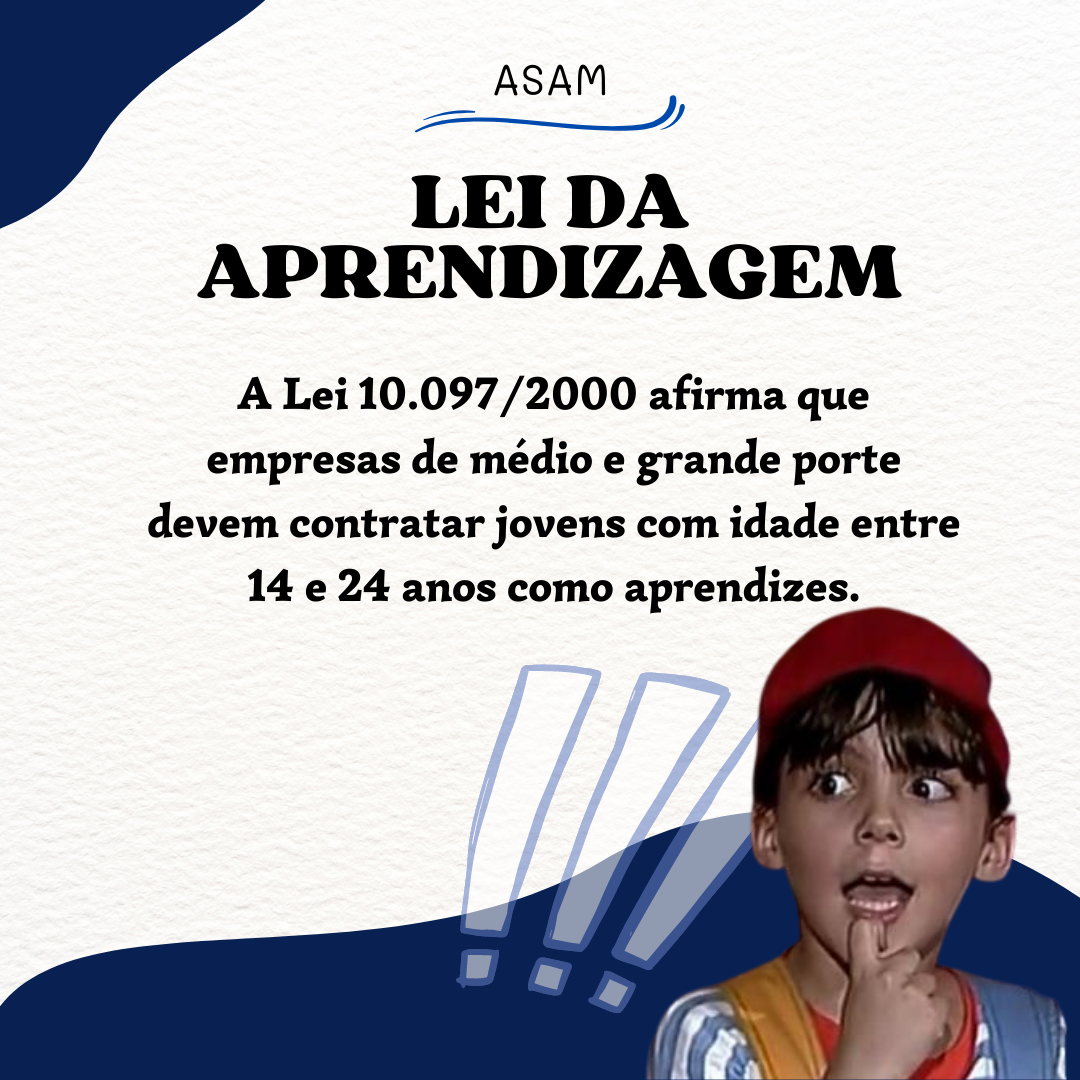 ASAM
LEI DA
APRENDIZAGEM
A Lei 10.097/2000 afirma que
empresas de médio e grande porte
devem contratar jovens com idade entre
14 e 24 anos como aprendizes.
!!!